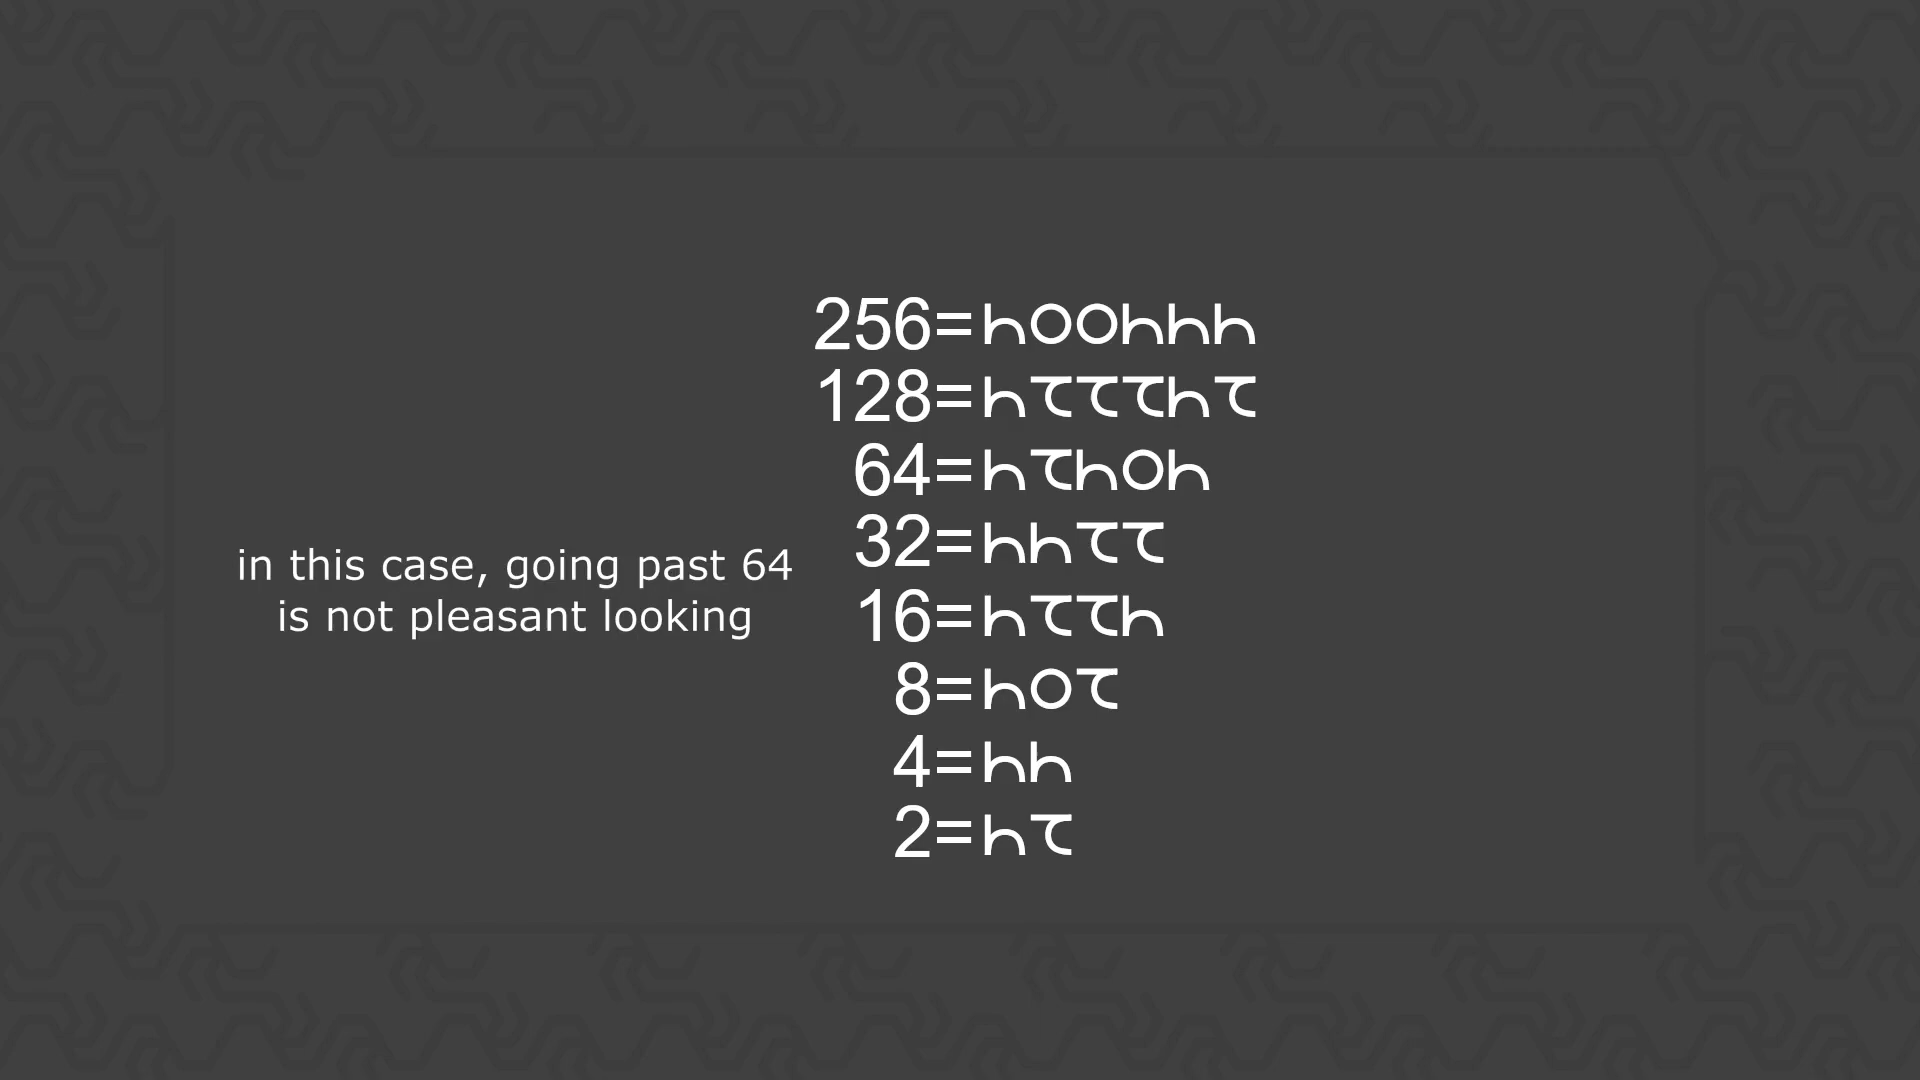 in this case, going past 64
is not pleasant looking
256=hOOhhh
128=hτττhτ
64=hτhOh
32=hhττ
16=hττh
8=hOτ
4=hh
2=hτ